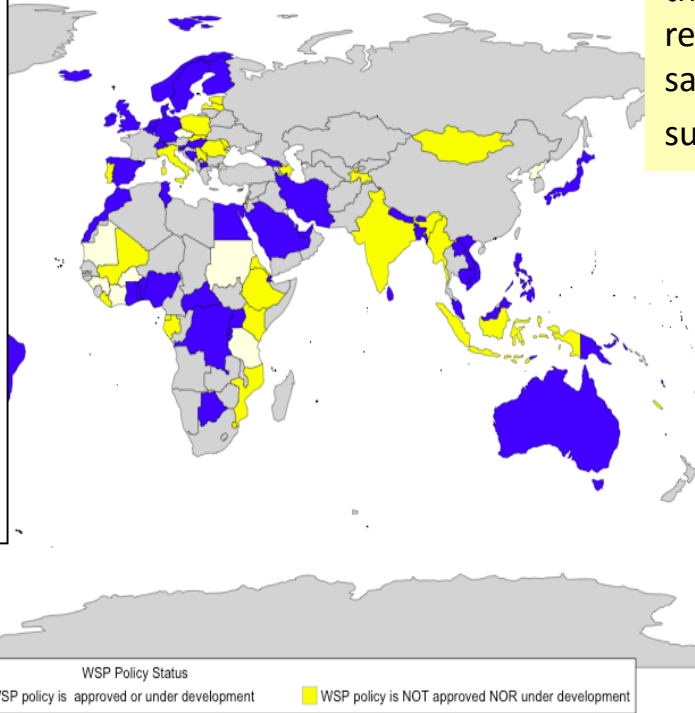 re
sa
su
WSP Policy Status
SP policy is approved or under development
WSP policy is NOT approved NOR under development